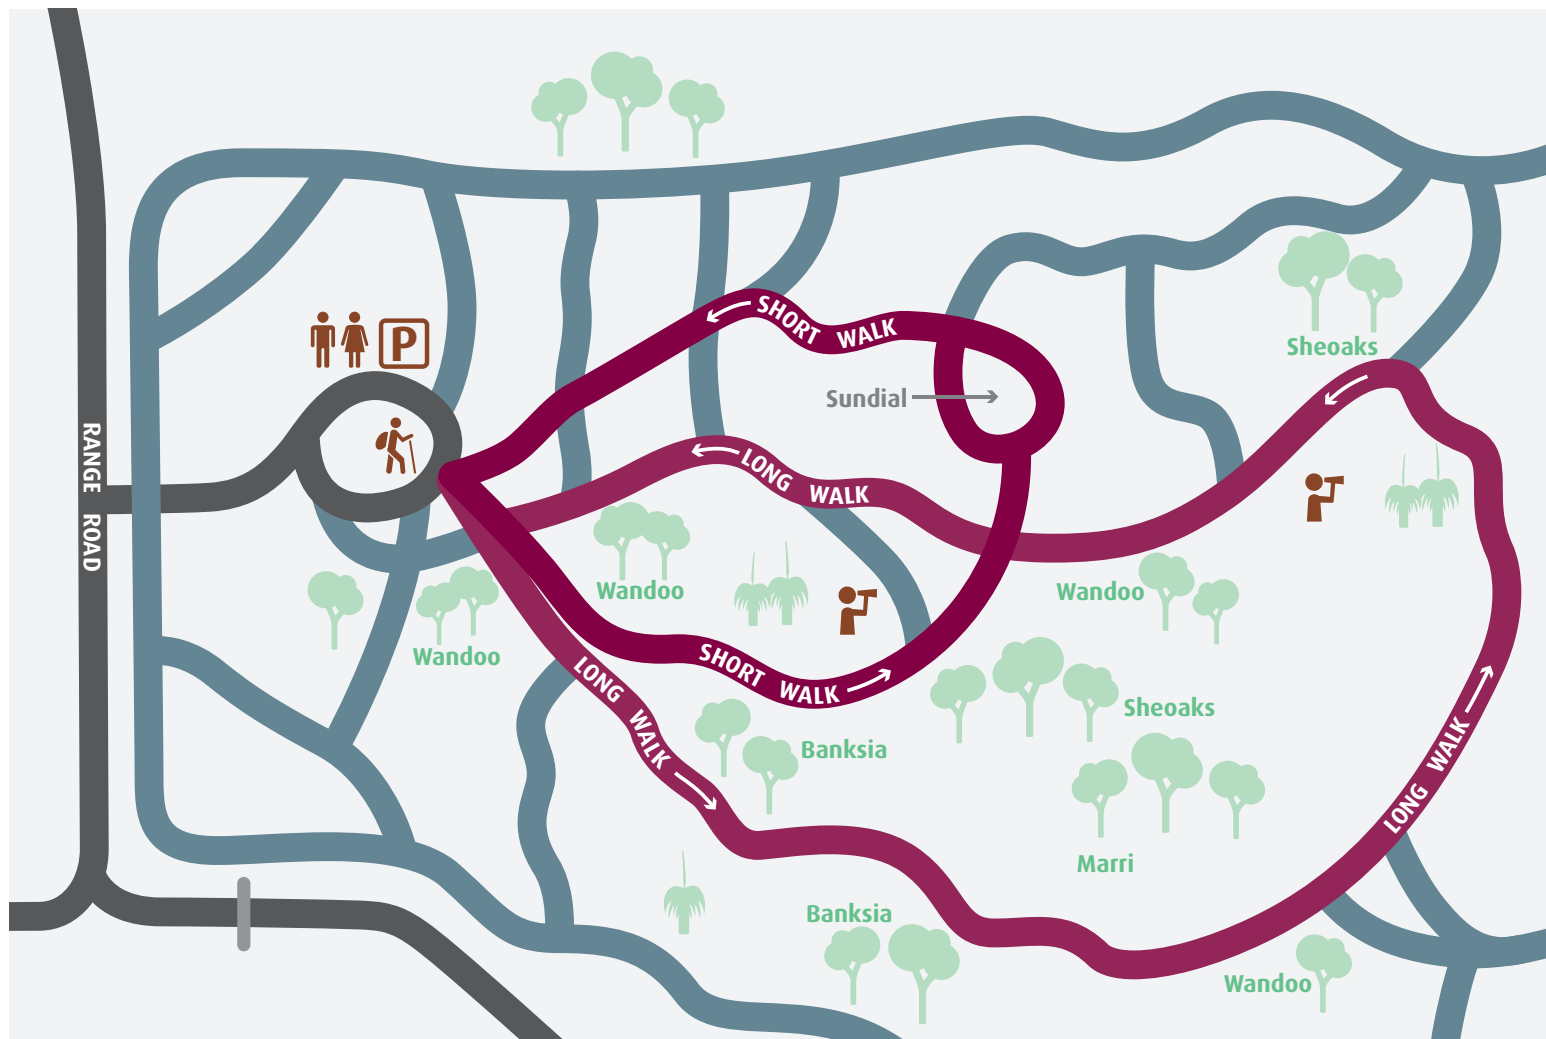 SHORT WALK
P
Sheoaks
Sundial
RANGE ROAD
LONG WALK
Wandoo
Wandoo
Wandoo
SHORT WALK
LONG WALK
Sheoaks
Banksia
LONG WALK
Marri
Banksia
Wandoo